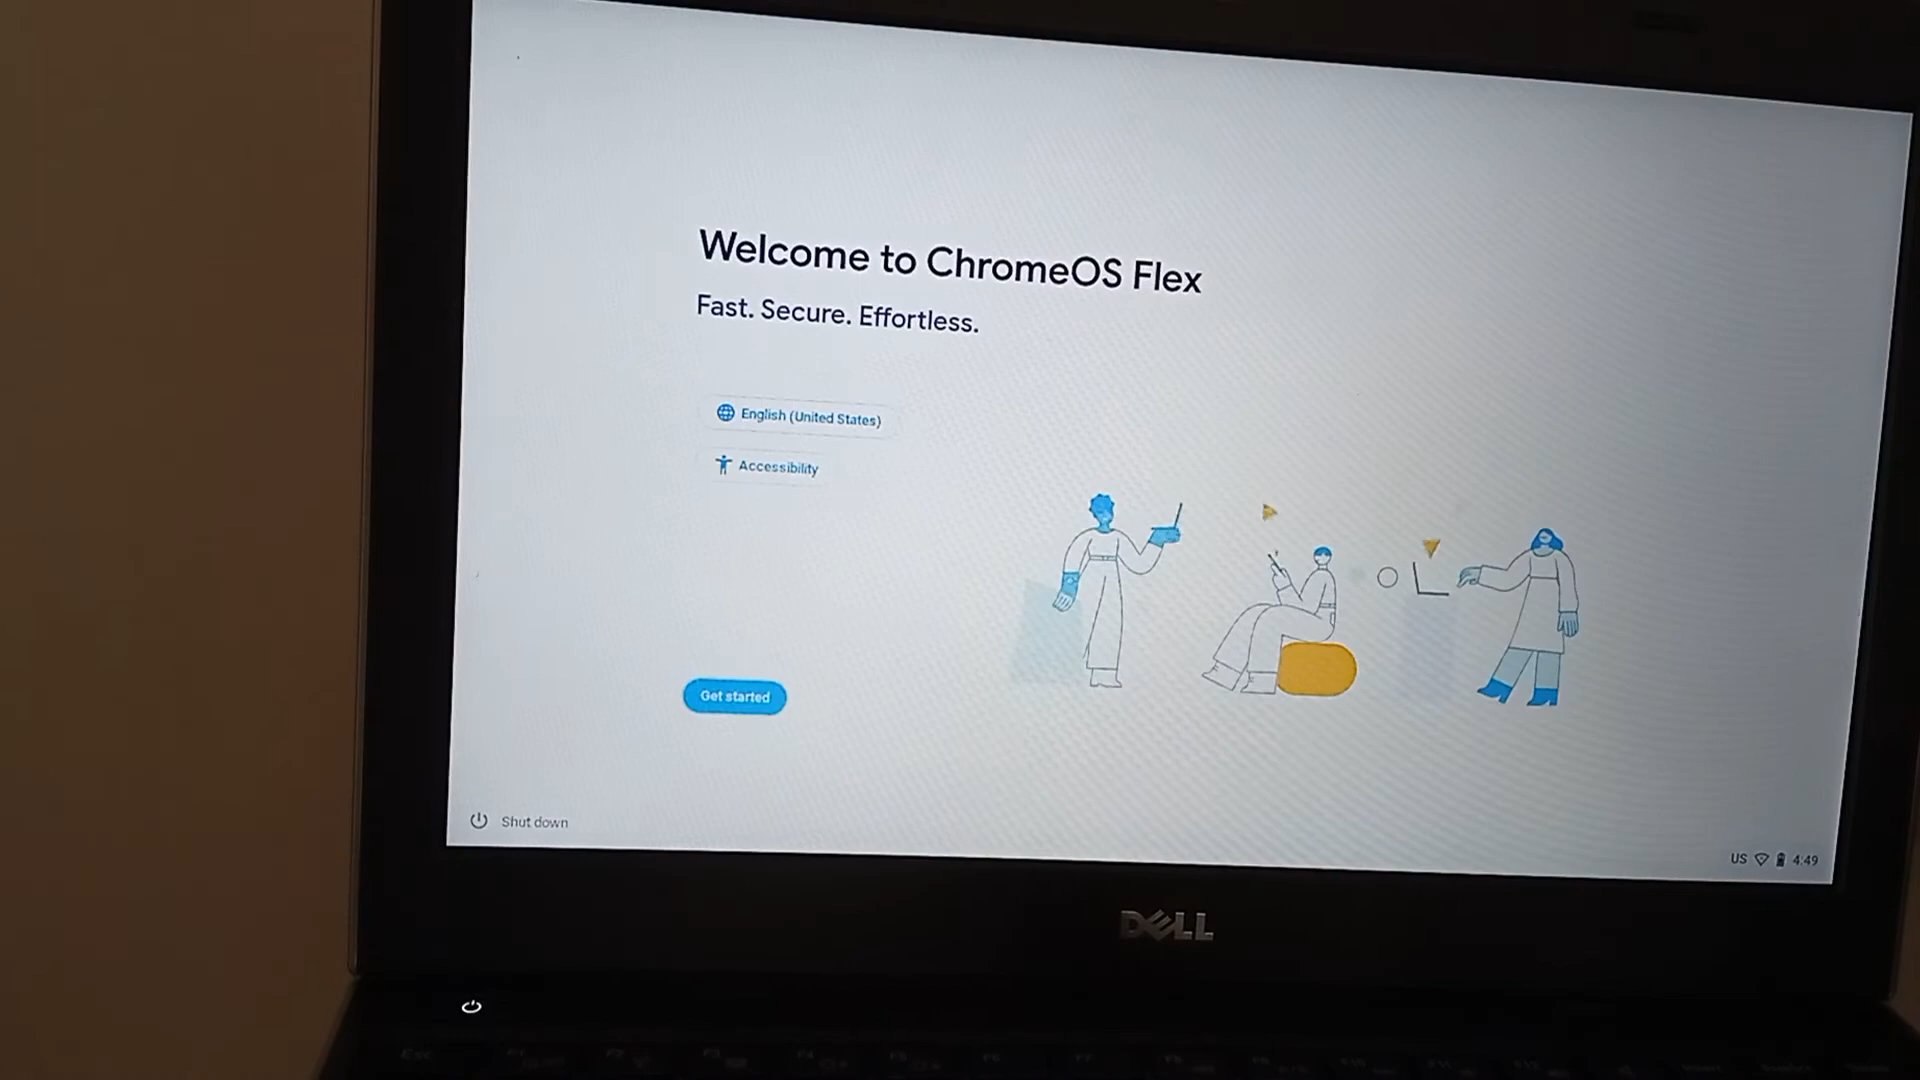 Welcome to ChromeOS Flex
Fast. Secure. Effortless.
English (United States)
Accessibility
Get started
Shut down
US 4:49
DELL
Esc